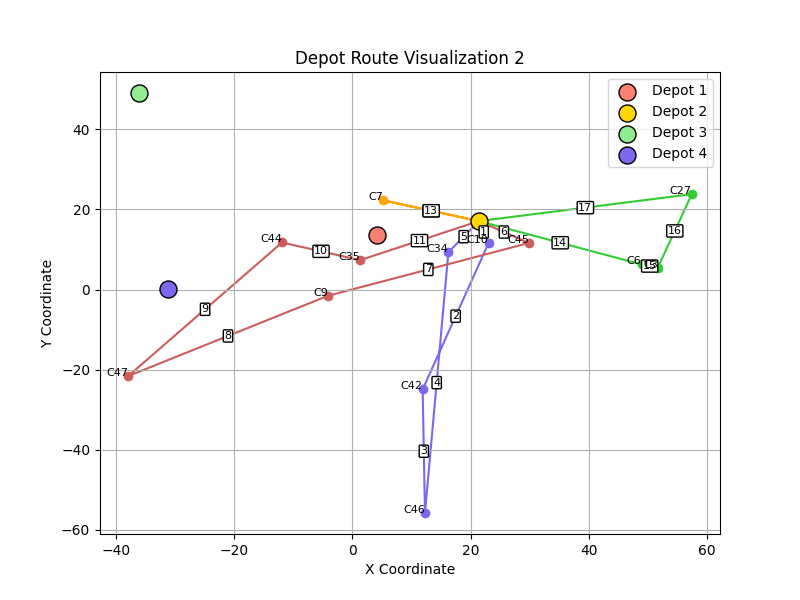 Depot Route Visualization 2
Depot 1
Depot 2
Depot 3
Depot 4
Y Coordinate
40
20
0
−20
−40
−60
−40
−20
0
20
40
60
X Coordinate
C7
C27
C44
C35
C34
C45
C6
C9
C47
C42
C46
1
2
3
4
5
6
7
8
9
10
11
13
14
15
16
17